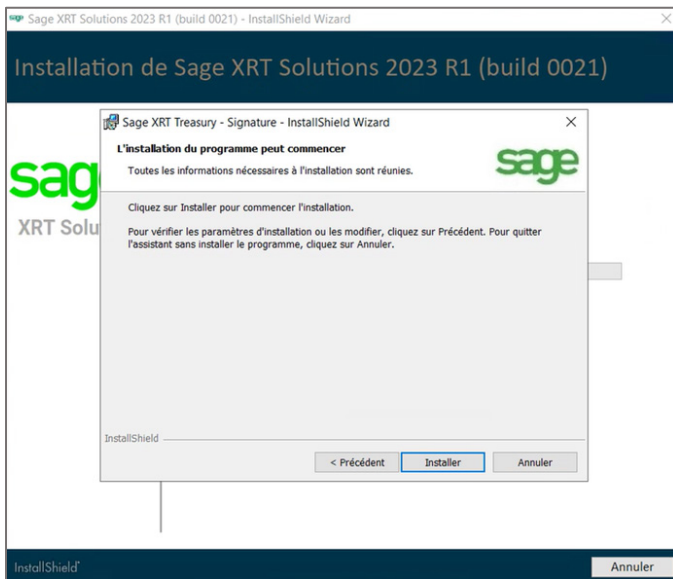 Sage XRT Solutions 2023 R1 (build 0021) - InstallShield Wizard
Installation de Sage XRT Solutions 2023 R1 (build 0021)
Sage XRT Treasury - Signature - InstallShield Wizard
L'installation du programme peut commencer
Toutes les informations nécessaires à l'installation sont réunies.
sage
sag
XRT Solu
Cliquez sur Installer pour commencer l'installation.
Pour vérifier les paramètres d'installation ou les modifier, cliquez sur Précédent. Pour quitter
l'assistant sans installer le programme, cliquez sur Annuler.
InstallShield
< Précédent
Installer
Annuler
InstallShield
Annuler